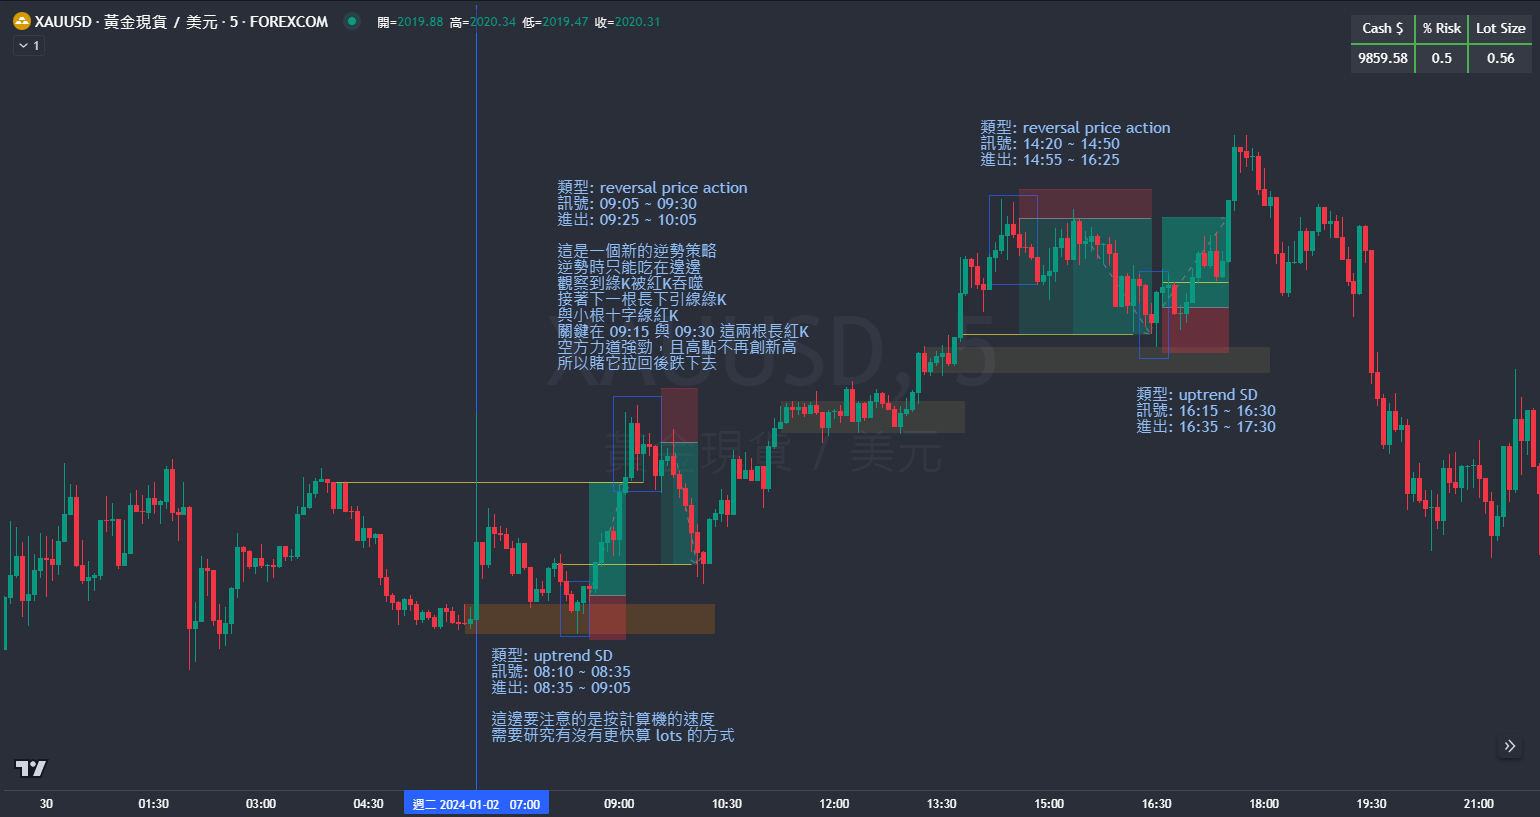 XAUUSD · 黃金現貨 / 美元 · 5 · FOREXCOM 開=2019.88 高=2020.34 低=2019.47 收=2020.31
1
Cash $ % Risk Lot Size
9859.58 0.5 0.56
類型: reversal price action
訊號: 14:20 ~ 14:50
進出: 14:55 ~ 16:25
類型: reversal price action
訊號: 09:05 ~ 09:30
進出: 09:25 ~ 10:05
這是一個新的逆勢策略
逆勢時只能吃在邊邊
觀察到綠K被紅K吞噬
接著下一根長下引線綠K
與小根十字線紅K
關鍵在 09:15 與 09:30 這兩根長紅K
空方力道強勁，且高點不再創新高
所以賭它拉回後跌下去
XAUUSD, 5
黃金現貨 / 美元
類型: uptrend SD
訊號: 16:15 ~ 16:30
進出: 16:35 ~ 17:30
類型: uptrend SD
訊號: 08:10 ~ 08:35
進出: 08:35 ~ 09:05
這邊要注意的是按計算機的速度
需要研究有沒有更快算 lots 的方式
30 01:30 03:00 04:30 週二 2024-01-02 07:00 09:00 10:30 12:00 13:30 15:00 16:30 18:00 19:30 21:00